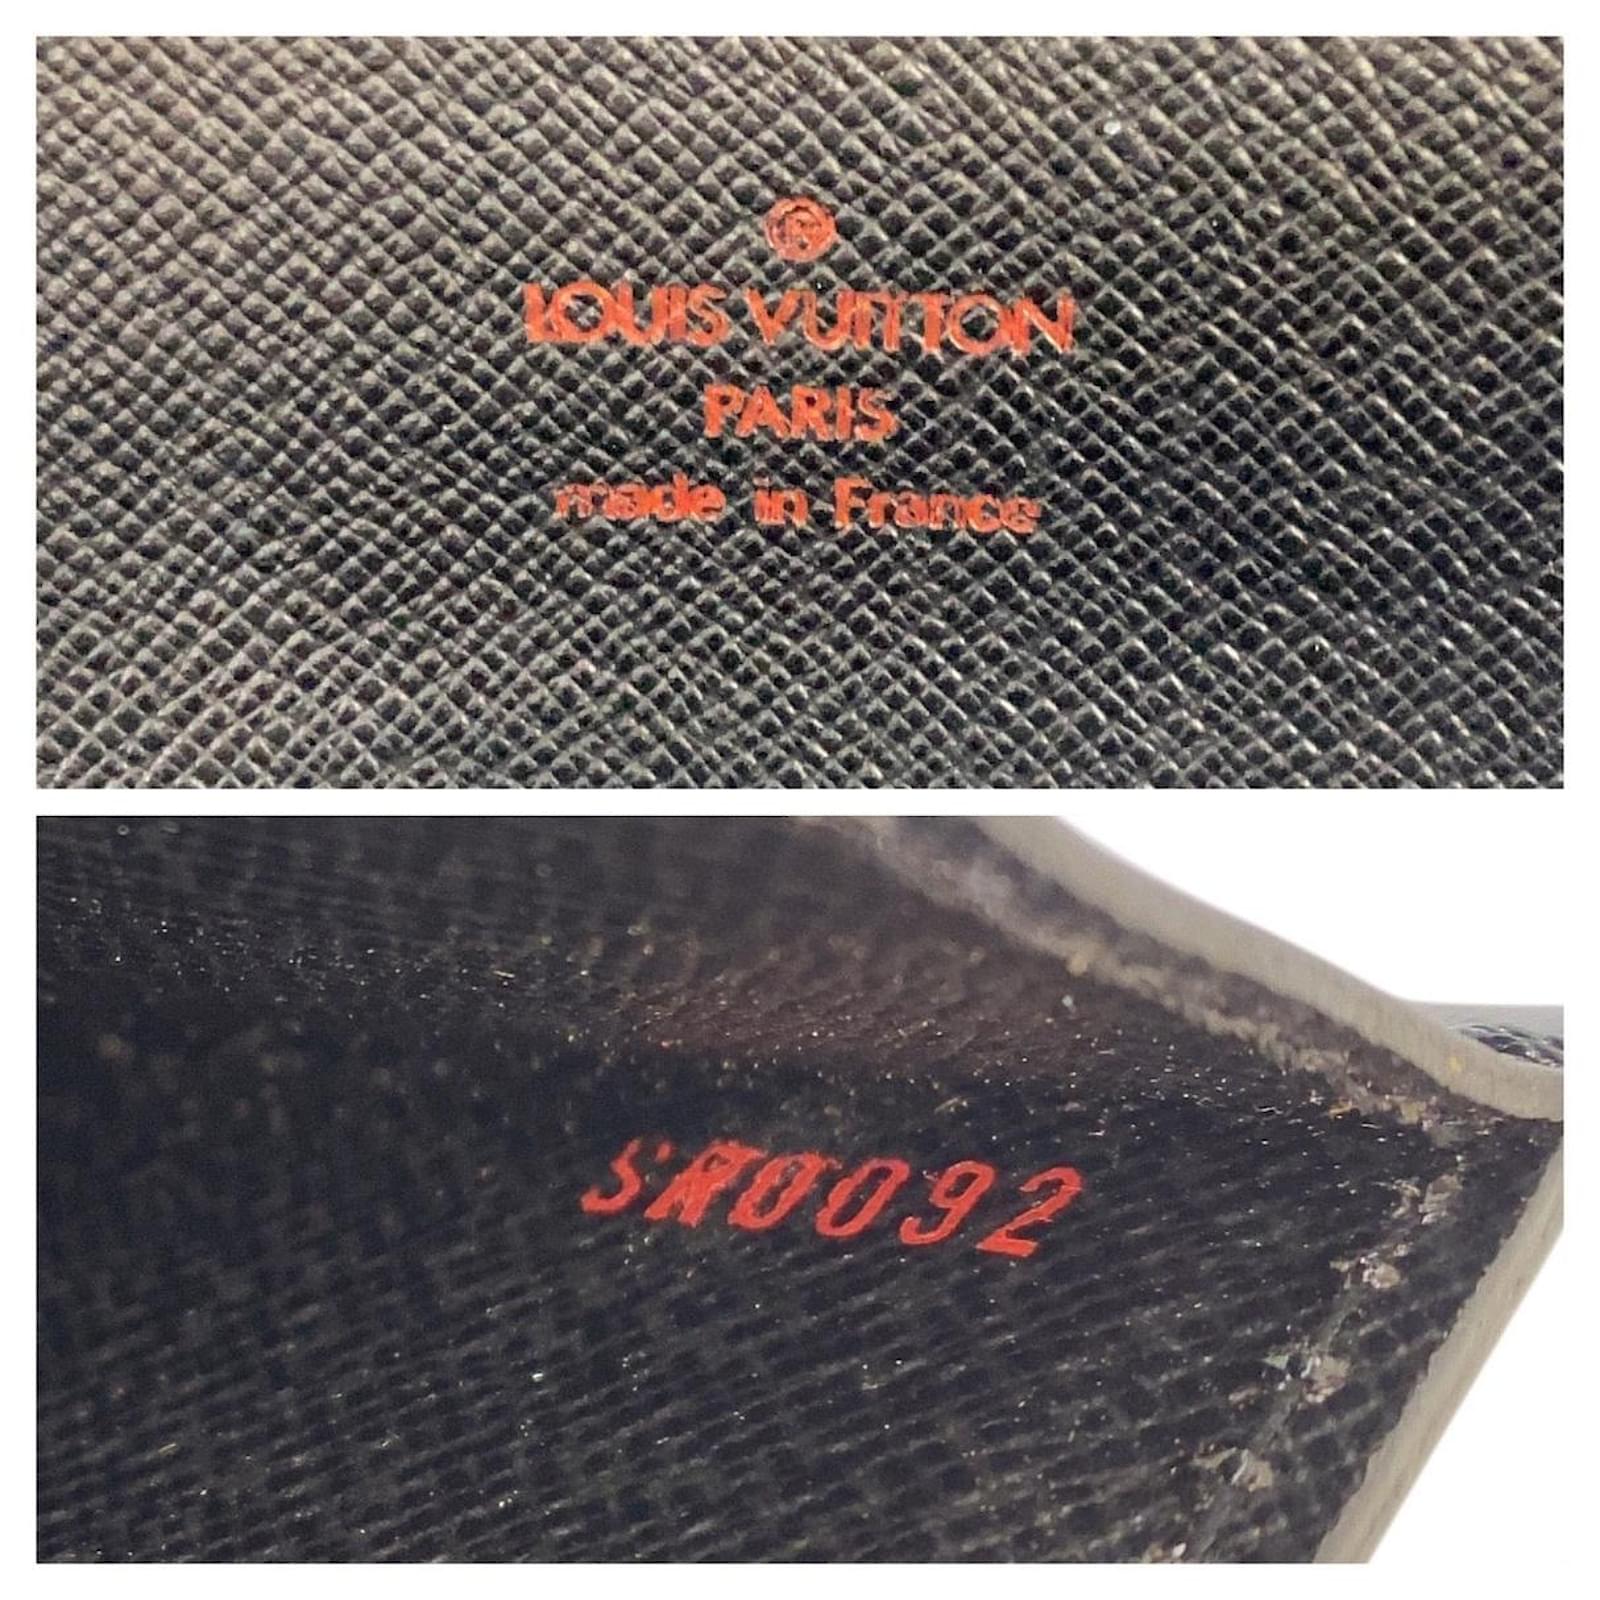 ®
LOUIS VUITTON
PARIS
made in France
SR0092